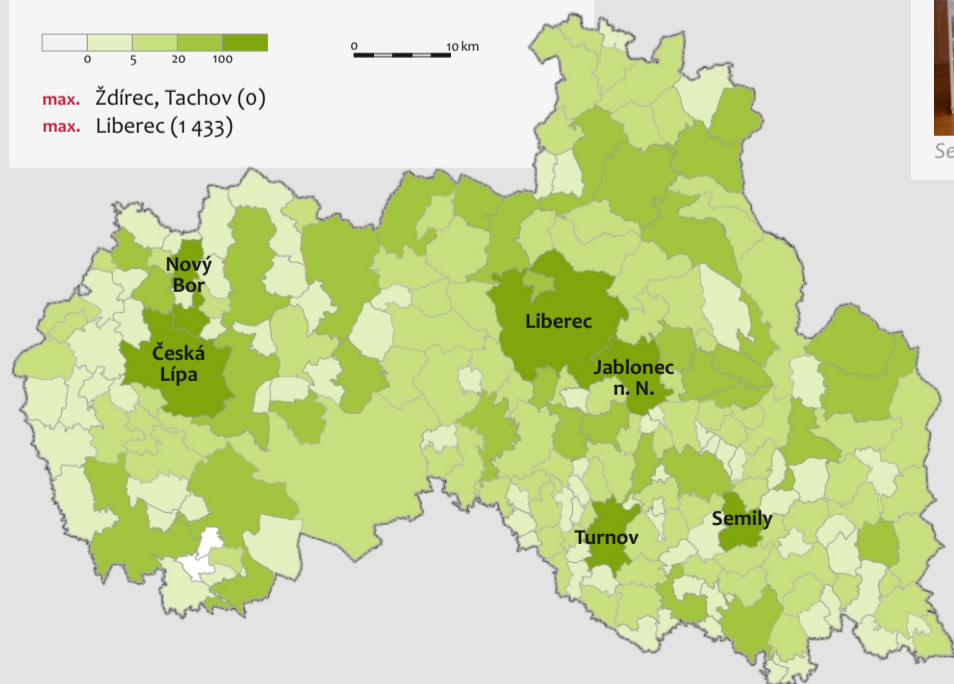 0 5 20 100
0 10 km
max. Ždírec, Tachov (0)
max. Liberec (1 433)
Se
Nový
Bor
Liberec
Česká
Lípa
Jablonec
n. N.
Semily
Turnov